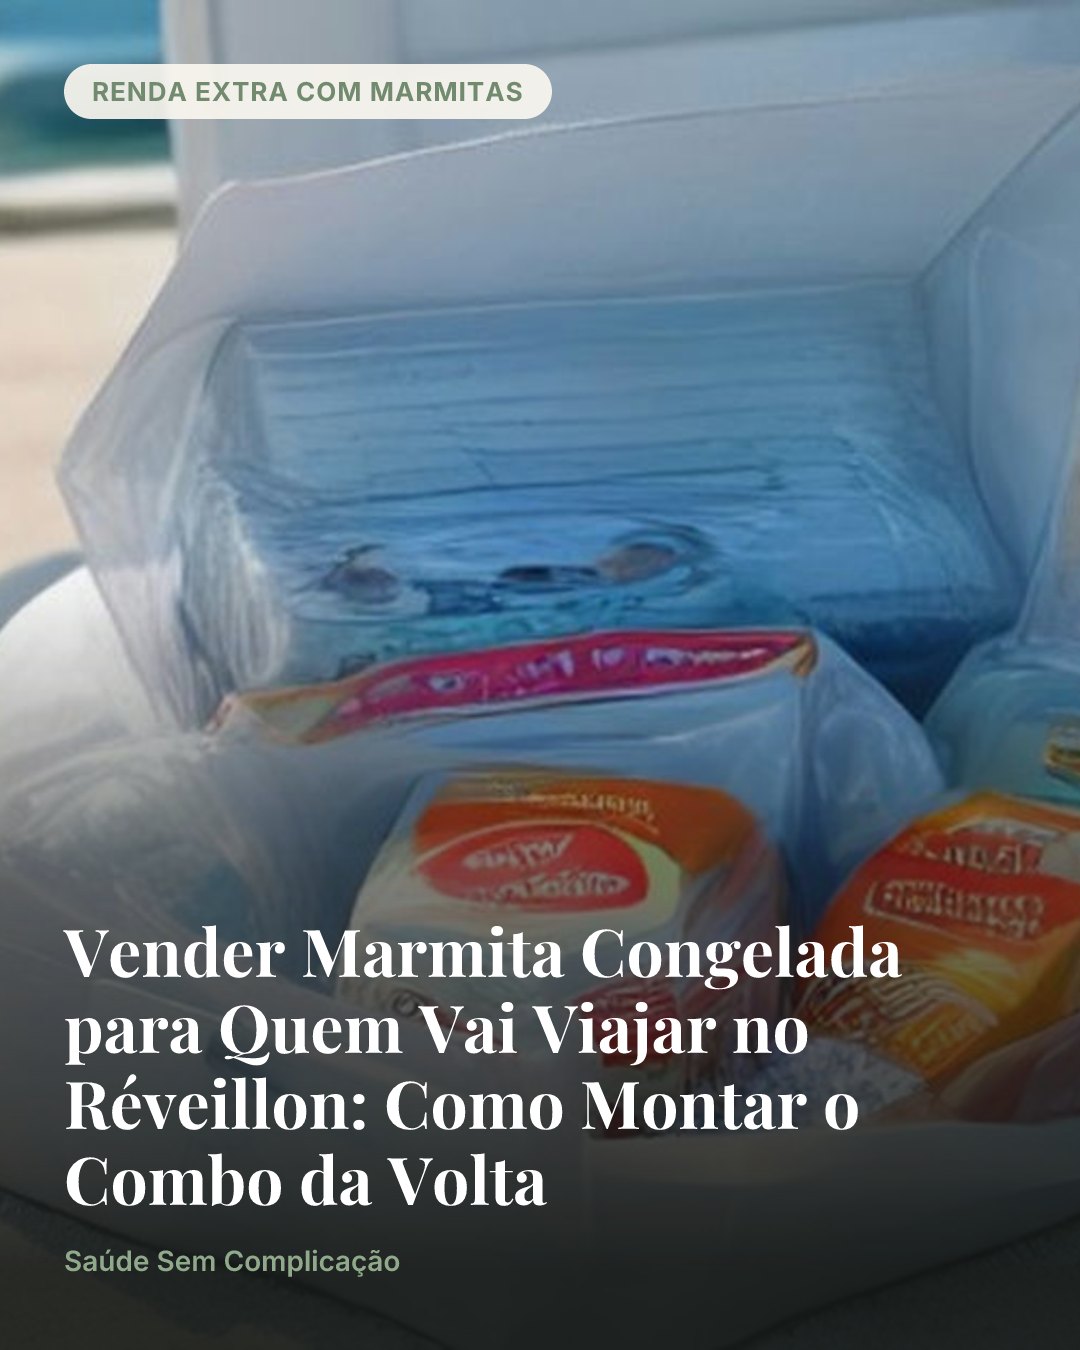 RENDA EXTRA COM MARMITAS
Vender Marmita Congelada
para Quem Vai Viajar no
Réveillon: Como Montar o
Combo da Volta
Saúde Sem Complicação